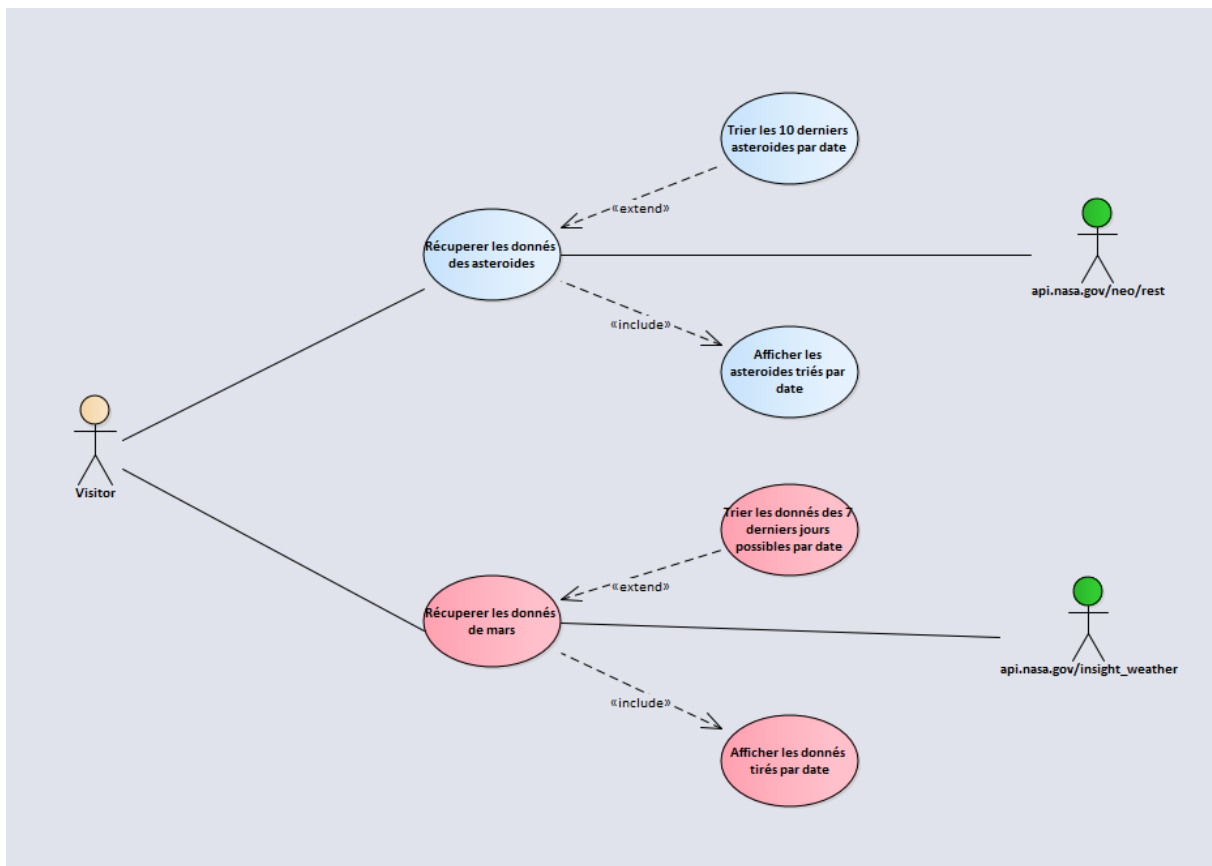 Trier les 10 derniers
asteroides par date
«extend»
Récuperer les donnés
des asteroides
api.nasa.gov/neo/rest
«include»
Afficher les
asteroides triés par
date
Visitor
Trier les donnés des 7
derniers jours
possibles par date
«extend»
Récuperer les donnés
de mars
api.nasa.gov/insight_weather
«include»
Afficher les donnés
tirés par date